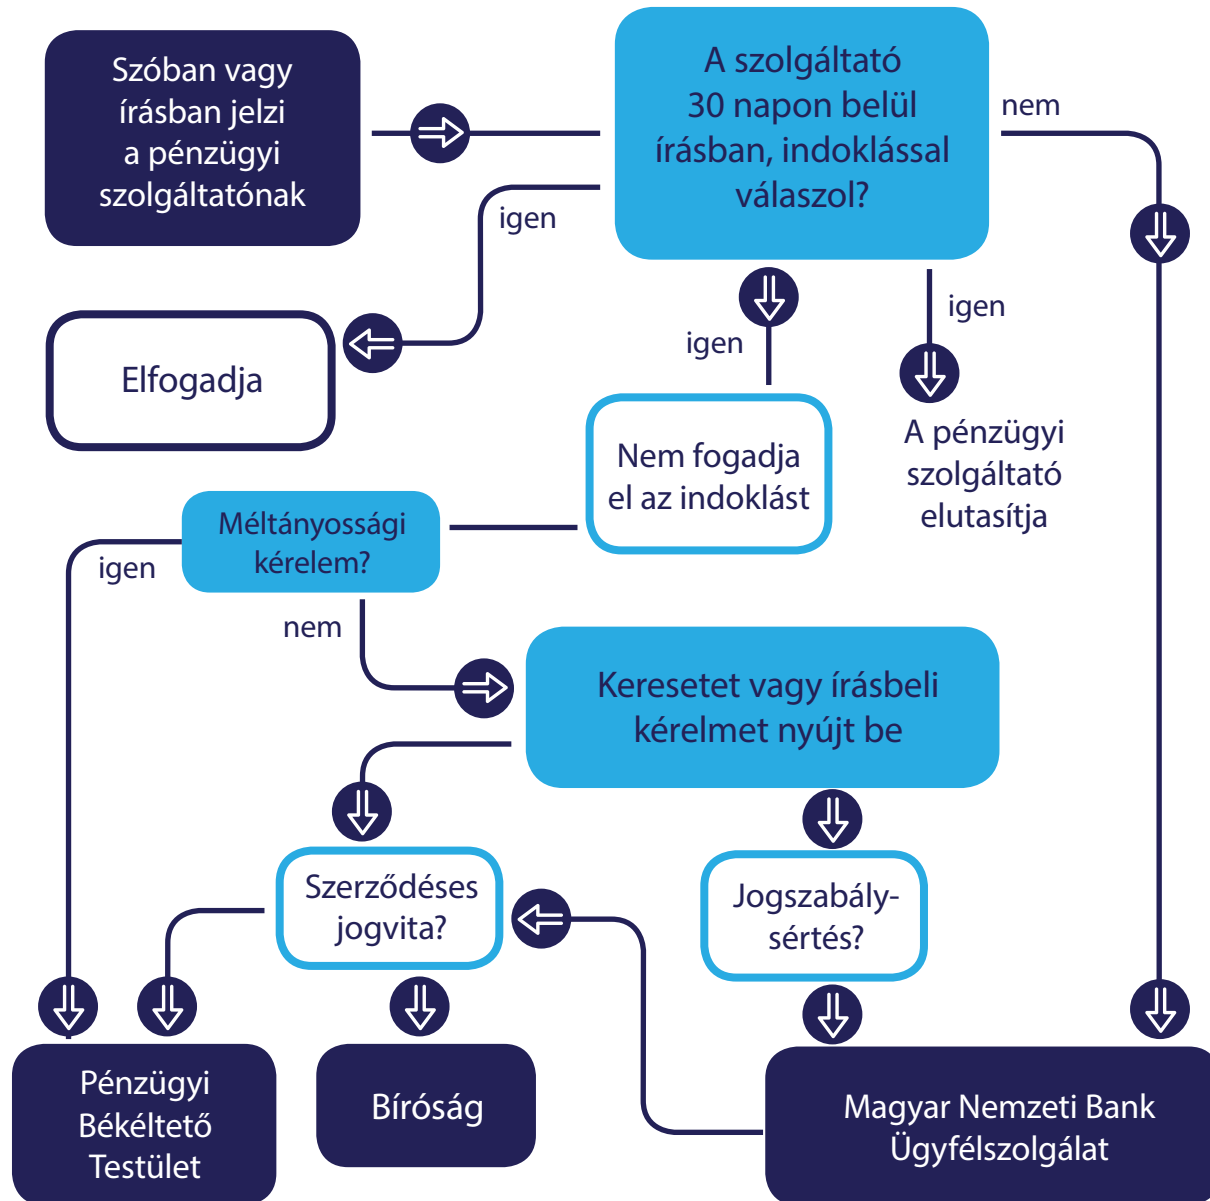 Szóban vagy
írásban jelzi
a pénzügyi
szolgáltatónak
A szolgáltató
30 napon belül
írásban, indoklással
válaszol?
nem
igen
igen
igen
Elfogadja
Nem fogadja
el az indoklást
A pénzügyi
szolgáltató
elutasítja
Méltányossági
kérelem?
igen
nem
Keresetet vagy írásbeli
kérelmet nyújt be
Szerződéses
jogvita?
Jogszabály-
sértés?
Pénzügyi
Békéltető
Testület
Bíróság
Magyar Nemzeti Bank
Ügyfélszolgálat